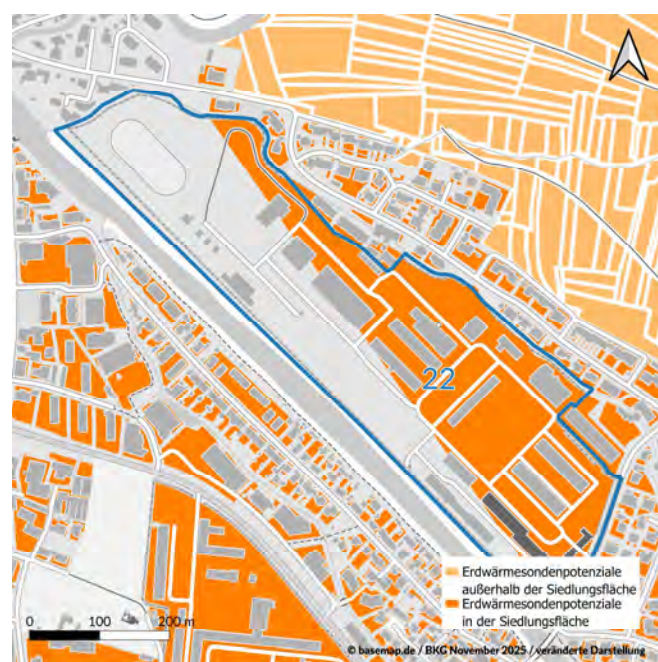 22
Erdwärmesondenpotenziale
außerhalb der Siedlungsfläche
Erdwärmesondenpotenziale
in der Siedlungsfläche
0 100 200 m
© basemap.de / BKG November 2025 / veränderte Darstellung